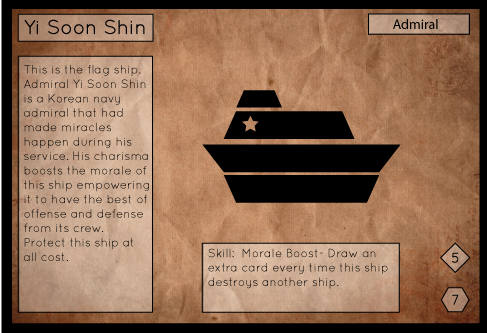 Yi Soon Shin
Admiral
This is the flag ship.
Admiral Yi Soon Shin
is a Korean navy
admiral that had
made miracles
happen during his
service. His charisma
boosts the morale of
this ship empowering
it to have the best of
offense and defense
from its crew.
Protect this ship at
all cost.
Skill: Morale Boost- Draw an
extra card every time this ship
destroys another ship.
5
7